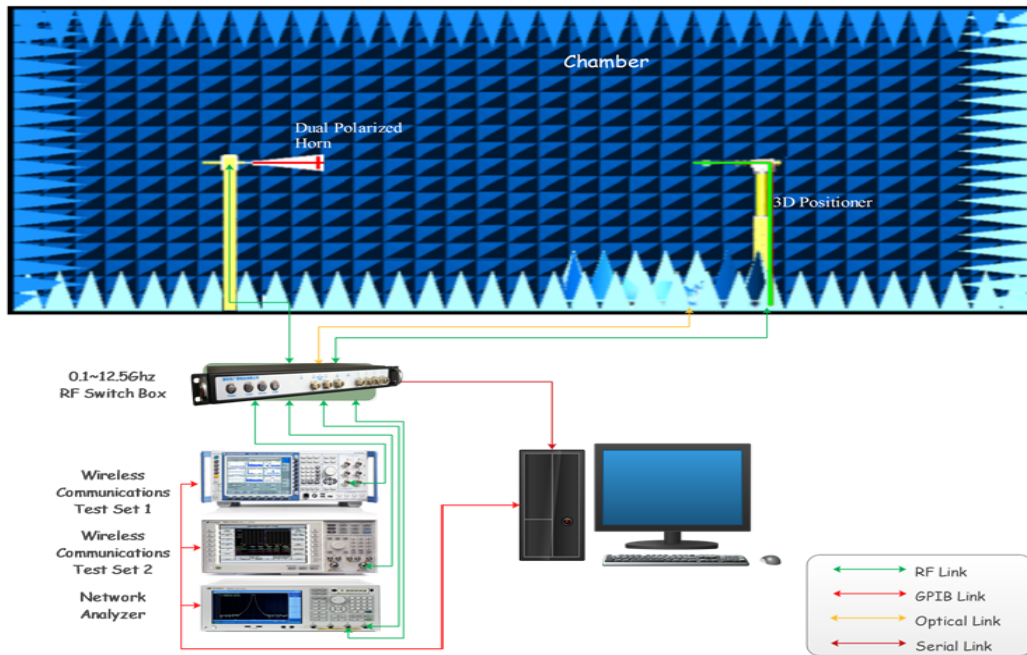 Chamber
Dual Polarized
Horn
3D Positioner
0.1~12.5Ghz
RF Switch Box
Wireless
Communications
Test Set 1
Wireless
Communications
Test Set 2
Network
Analyzer
RF Link
GPIB Link
Optical Link
Serial Link